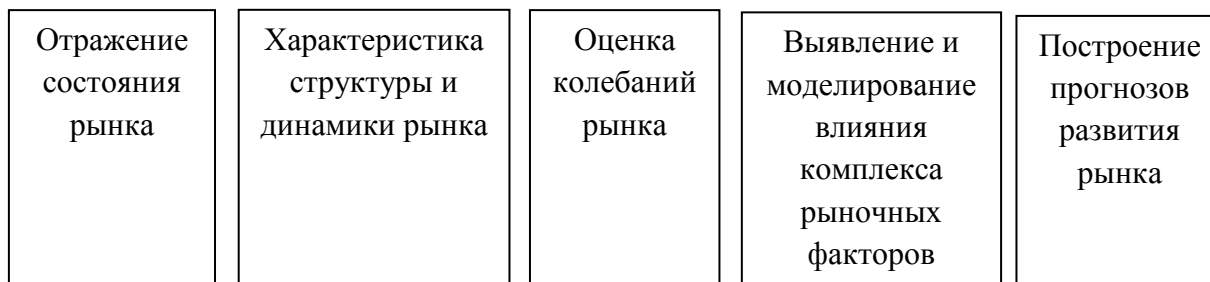 Отражение
состояния
рынка
Характеристика
структуры и
динамики рынка
Оценка
колебаний
рынка
Выявление и
моделирование
влияния
комплекса
рыночных
факторов
Построение
прогнозов
развития
рынка